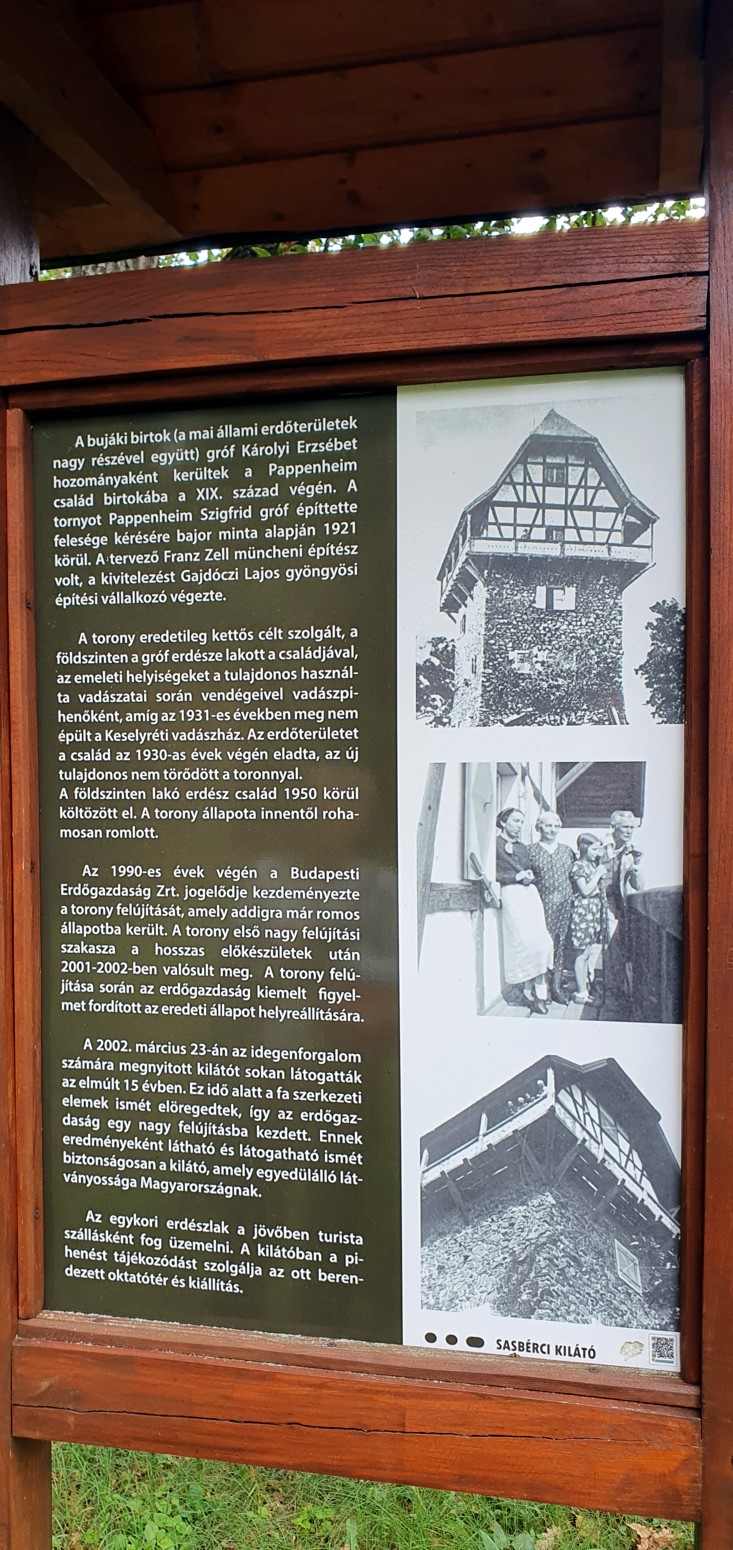 A bujáki birtok (a mai állami erdőterületek
nagy részével együtt) gróf Károlyi Erzsébet
hozományaként kerültek a Pappenheim
család birtokába a XIX. század végén. A
tornyot Pappenheim Szigfrid gróf építtette
felesége kérésére bajor minta alapján 1921
körül. A tervező Franz Zell müncheni építész
volt, a kivitelezést Gajdóczi Lajos gyöngyösi
építési vállalkozó végezte.
A torony eredetileg kettős célt szolgált, a
földszinten a gróf erdésze lakott a családjával,
az emeleti helyiségeket a tulajdonos használ-
ta vadászatai során vendégeivel vadászpi-
henőként, amíg az 1931-es években meg nem
épült a Keselyréti vadászház. Az erdőterületet
a család az 1930-as évek végén eladta, az új
tulajdonos nem törődött a toronnyal.
A földszinten lakó erdész család 1950 körül
költözött el. A torony állapota innentől roha-
mosan romlott.
Az 1990-es évek végén a Budapesti
Erdőgazdaság Zrt. jogelődje kezdeményezte
a torony felújítását, amely addigra már romos
állapotba került. A torony első nagy felújítási
szakasza a hosszas előkészületek után
2001-2002-ben valósult meg. A torony felú-
jítása során az erdőgazdaság kiemelt figyel-
met fordított az eredeti állapot helyreállítására.
A 2002. március 23-án az idegenforgalom
számára megnyitott kilátót sokan látogatták
az elmúlt 15 évben. Ez idő alatt a fa szerkezeti
elemek ismét elöregedtek, így az erdőgaz-
daság egy nagy felújításba kezdett. Ennek
eredményeként látható és látogatható ismét
biztonságosan a kilátó, amely egyedülálló lát-
ványossága Magyarországnak.
Az egykori erdészlak a jövőben turista
szállásként fog üzemelni. A kilátóban a pi-
henést tájékozódást szolgálja az ott beren-
dezett oktatótér és kiállítás.
SASBÉRCI KILÁTÓ